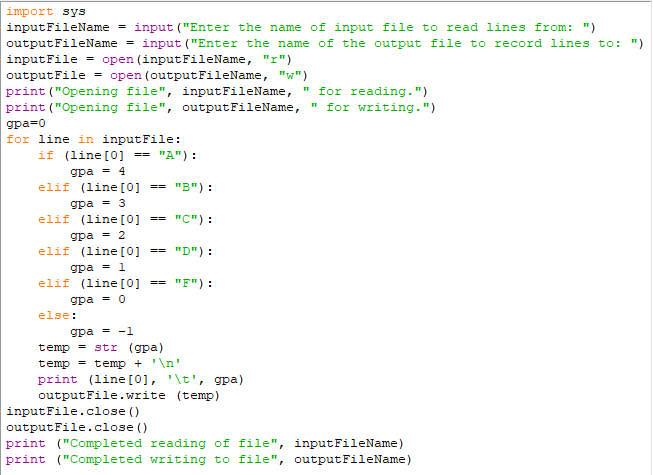 import sys
inputFileName = input("Enter the name of input file to read lines from: ")
outputFileName = input("Enter the name of the output file to record lines to: ")
inputFile = open(inputFileName, "r")
outputFile = open(outputFileName, "w")
print("Opening file", inputFileName, " for reading.")
print("Opening file", outputFileName, " for writing.")
gpa=0
for line in inputFile:
    if (line[0] == "A"):
        gpa = 4
    elif (line[0] == "B"):
        gpa = 3
    elif (line[0] == "C"):
        gpa = 2
    elif (line[0] == "D"):
        gpa = 1
    elif (line[0] == "F"):
        gpa = 0
    else:
        gpa = -1
    temp = str (gpa)
    temp = temp + '\n'
    print (line[0], '\t', gpa)
    outputFile.write (temp)
inputFile.close()
outputFile.close()
print ("Completed reading of file", inputFileName)
print ("Completed writing to file", outputFileName)